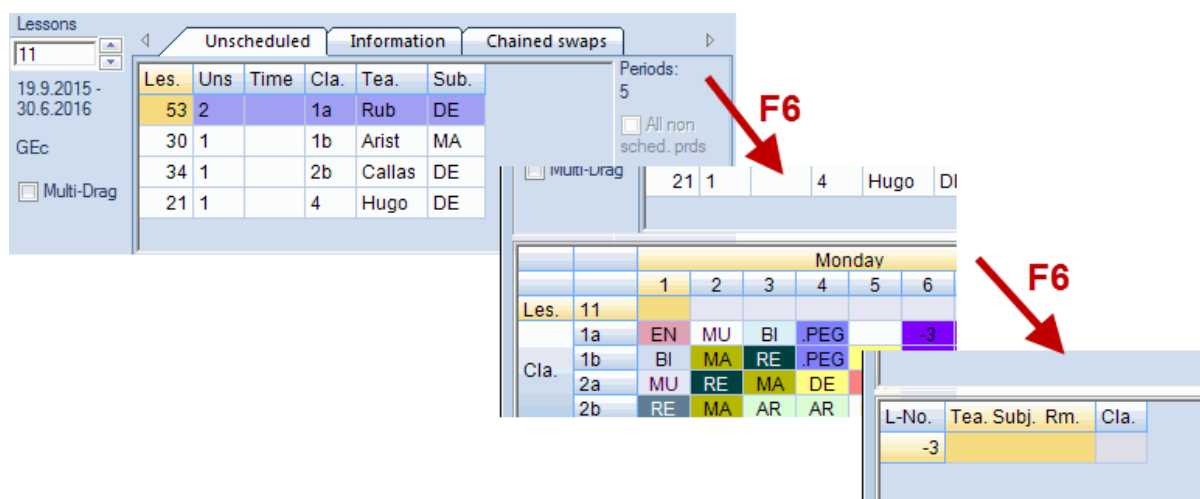 Lessons
11
19.9.2015 -
30.6.2016
GEc
Multi-Drag
Unscheduled Information Chained swaps
Les. Uns Time Cla. Tea. Sub.
53 2 1a Rub DE
30 1 1b Arist MA
34 1 2b Callas DE
21 1 4 Hugo DE
Periods:
5
All non
sched. prds
F6
Multi-Drag
21 1 4 Hugo
Monday
1 2 3 4 5 6
Les. 11
1a EN MU BI .PEG -3
Cla.
1b BI MA RE .PEG
2a MU RE MA DE
2b RE MA AR AR
F6
L-No. Tea. Subj. Rm. Cla.
-3